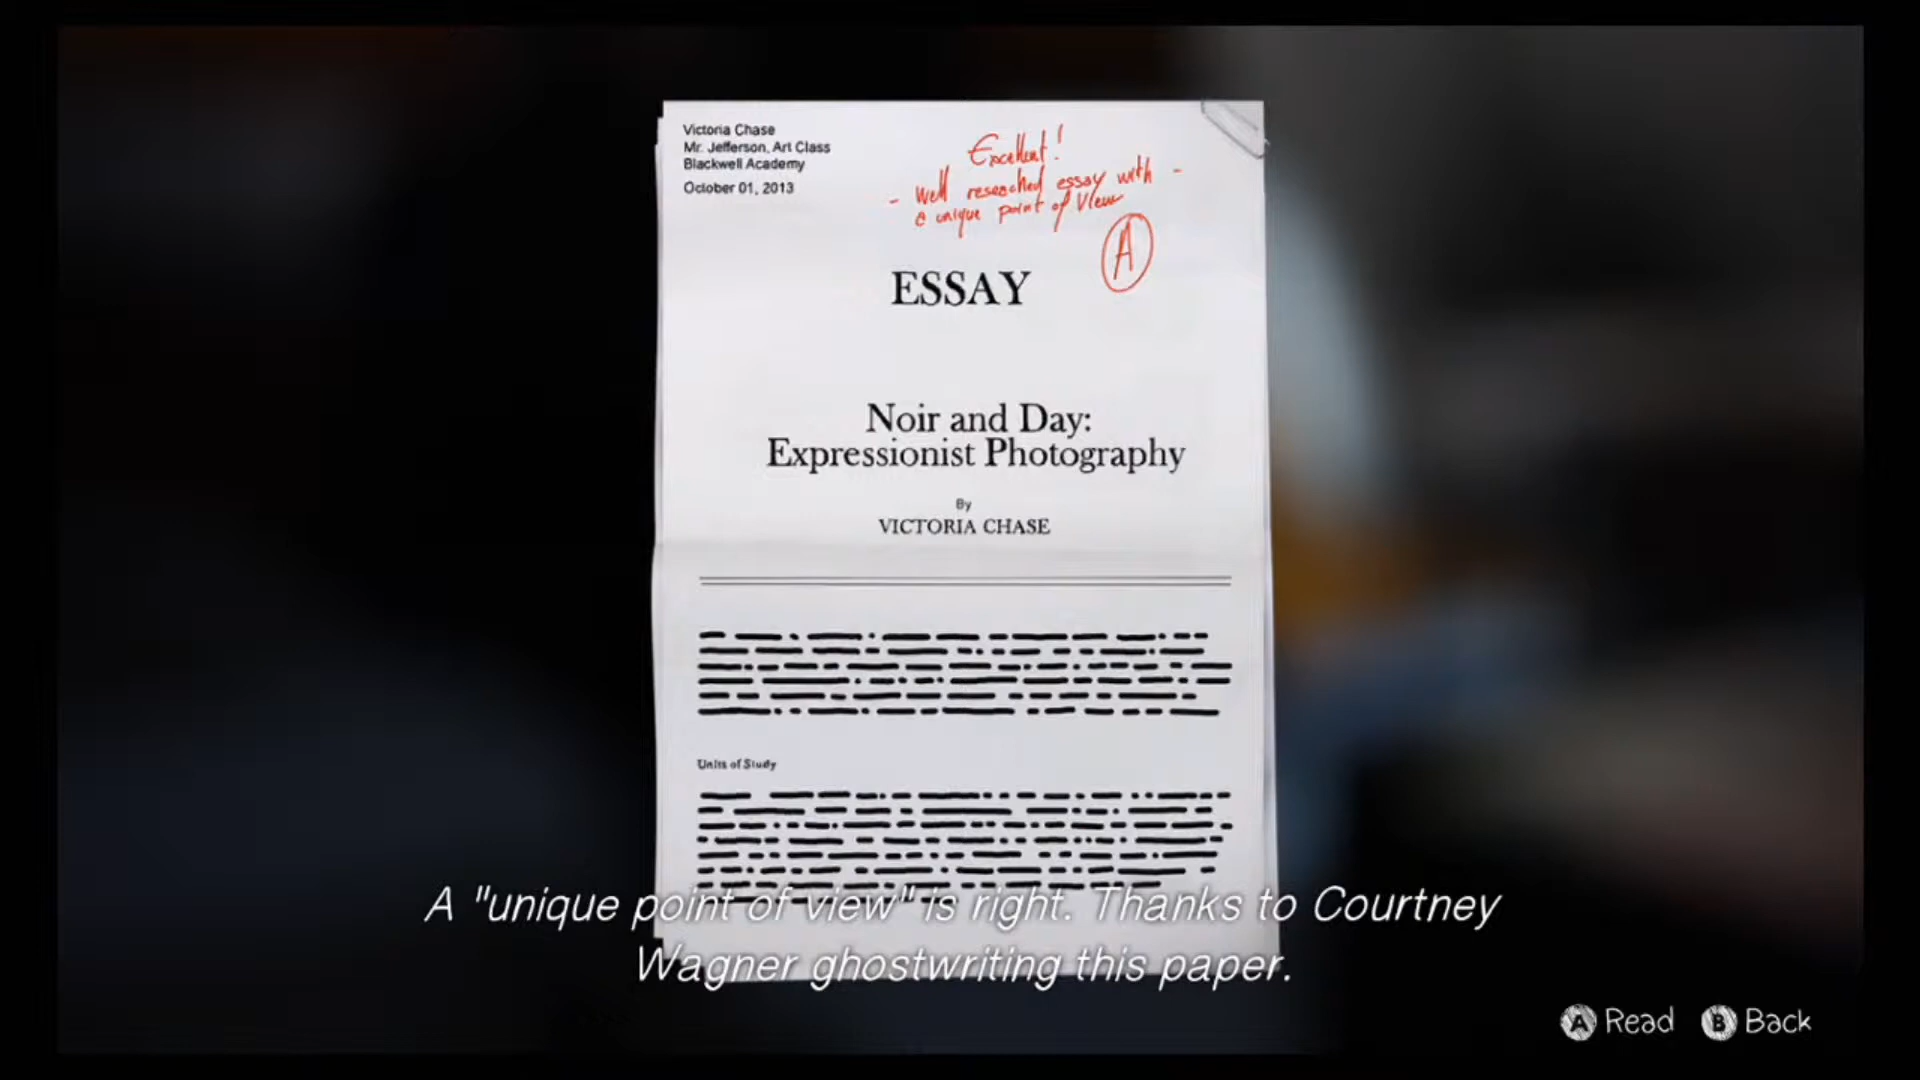 Victoria Chase
Mr. Jefferson, Art Class
Blackwell Academy
October 01, 2013
Excellent!
- Well researched essay with -
a unique point of view
A
ESSAY
Noir and Day:
Expressionist Photography
By
VICTORIA CHASE
Units of Study
A "unique point of view" is right. Thanks to Courtney
Wagner ghostwriting this paper.
A Read B Back